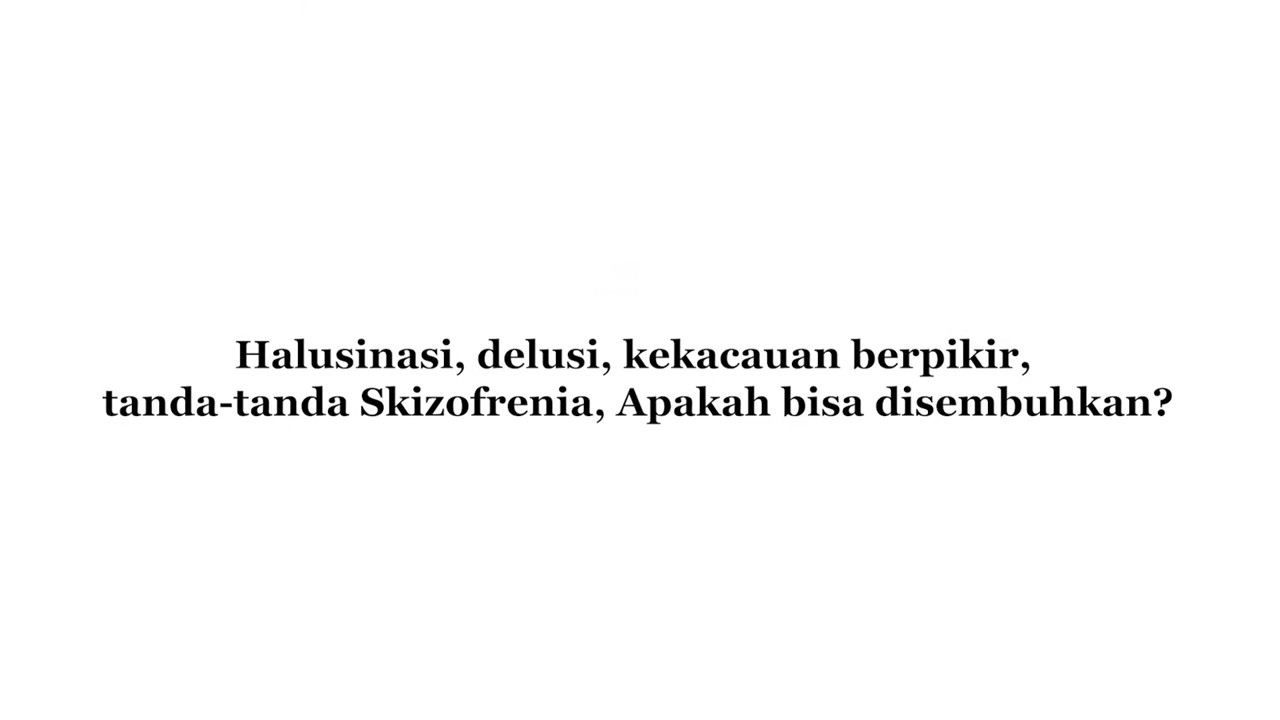 Halusinasi, delusi, kekacauan berpikir,
tanda-tanda Skizofrenia, Apakah bisa disembuhkan?